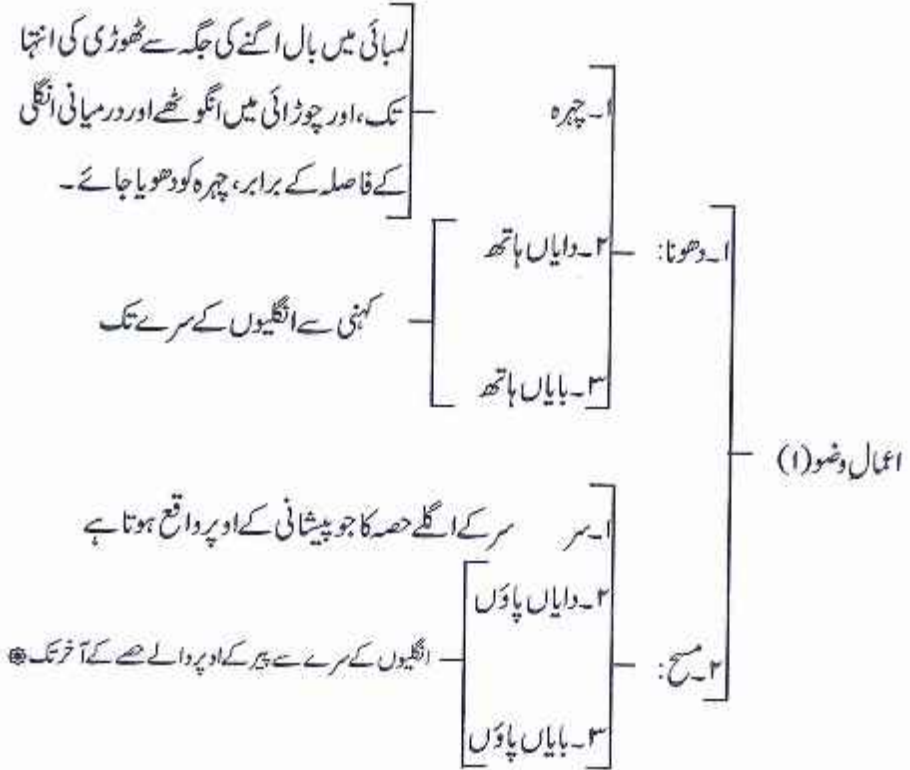 لمبائی میں بال اگنے کی جگہ سے ٹھوڑی کی انتہا
۱۔ چہرہ
تک، اور چوڑائی میں انگوٹھے اور درمیانی انگلی
کے فاصلہ کے برابر، چہرہ کو دھویا جائے۔
۱۔ دھونا:
۲۔ دایاں ہاتھ
کہنی سے انگلیوں کے سرے تک
۳۔ بایاں ہاتھ
اعمالِ وضو (۱)
۱۔ سر سر کے اگلے حصہ کا جو پیشانی کے اوپر واقع ہوتا ہے
۲۔ دایاں پاؤں
۲۔ مسح:
انگلیوں کے سرے سے پیر کے اوپر والے حصے کے آخر تک
۳۔ بایاں پاؤں